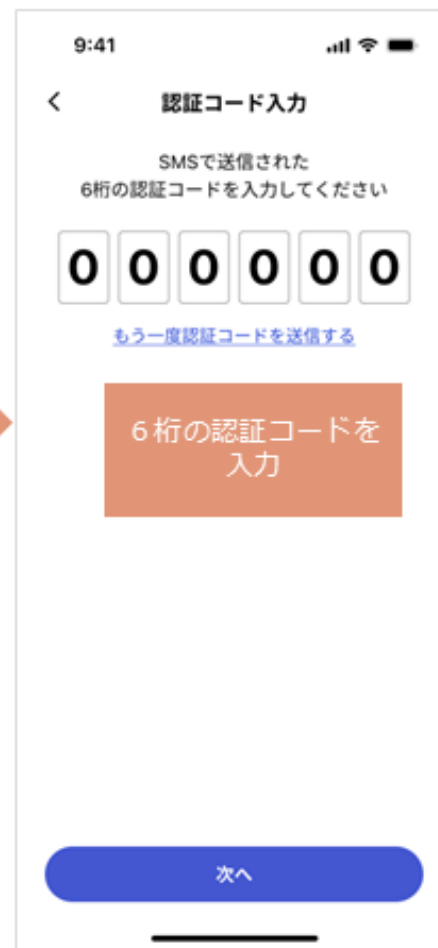 9:41
認証コード入力
SMSで送信された
6桁の認証コードを入力してください
0 0 0 0 0 0
もう一度認証コードを送信する
6桁の認証コードを
入力
次へ